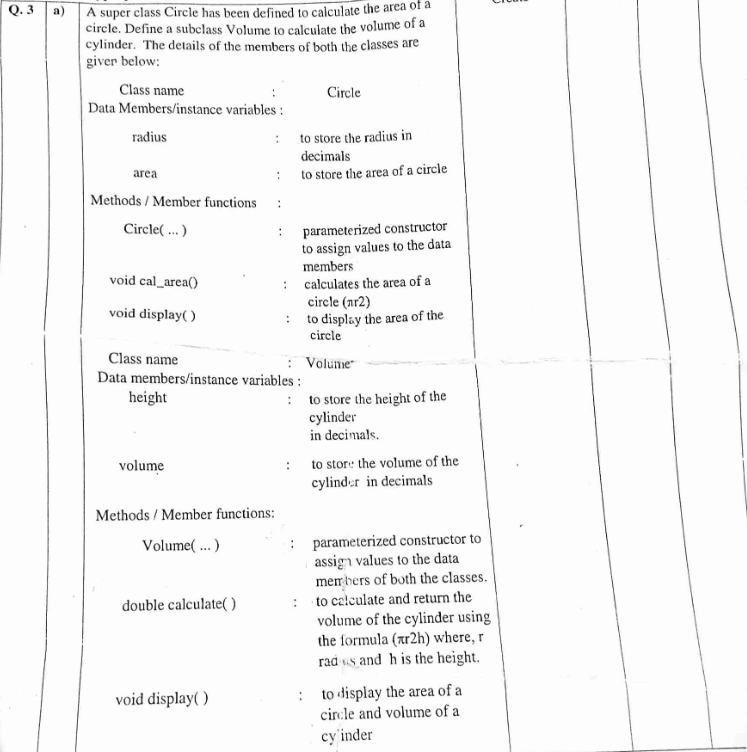 Q. 3 a) A super class Circle has been defined to calculate the area of a
circle. Define a subclass Volume to calculate the volume of a
cylinder. The details of the members of both the classes are
given below:
Class name : Circle
Data Members/instance variables :
radius : to store the radius in
decimals
area : to store the area of a circle
Methods / Member functions :
Circle( ... ) : parameterized constructor
to assign values to the data
members
void cal_area() : calculates the area of a
circle (πr2)
void display( ) : to display the area of the
circle
Class name : Volume
Data members/instance variables :
height : to store the height of the
cylinder
in decimals.
volume : to store the volume of the
cylinder in decimals
Methods / Member functions:
Volume( ... ) : parameterized constructor to
assign values to the data
members of both the classes.
double calculate( ) : to calculate and return the
volume of the cylinder using
the formula (πr2h) where, r
radius and h is the height.
void display( ) : to display the area of a
circle and volume of a
cylinder